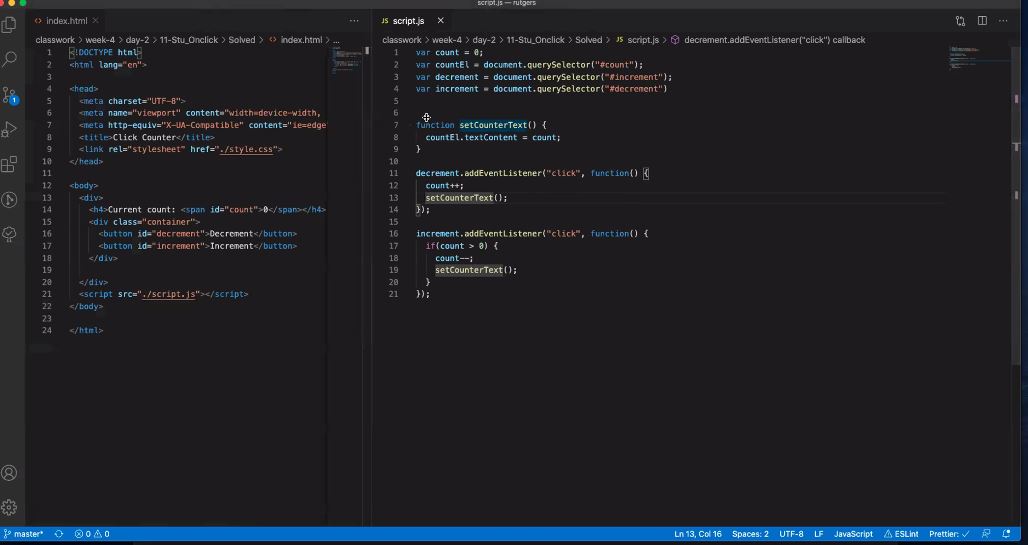 script.js — rutgers
index.html
script.js
classwork > week-4 > day-2 > 11-Stu_Onclick > Solved > index.html > ...
1 <!DOCTYPE html>
2 <html lang="en">
3
4 <head>
5 <meta charset="UTF-8">
6 <meta name="viewport" content="width=device-width,
7 <meta http-equiv="X-UA-Compatible" content="ie=edge
8 <title>Click Counter</title>
9 <link rel="stylesheet" href="./style.css">
10 </head>
11
12 <body>
13 <div>
14 <h4>Current count: <span id="count">0</span></h4>
15 <div class="container">
16 <button id="decrement">Decrement</button>
17 <button id="increment">Increment</button>
18 </div>
19
20 </div>
21 <script src="./script.js"></script>
22 </body>
23
24 </html>
JS script.js
classwork > week-4 > day-2 > 11-Stu_Onclick > Solved > JS script.js > decrement.addEventListener("click") callback
1 var count = 0;
2 var countEl = document.querySelector("#count");
3 var decrement = document.querySelector("#increment");
4 var increment = document.querySelector("#decrement")
5
6
7 function setCounterText() {
8 countEl.textContent = count;
9 }
10
11 decrement.addEventListener("click", function() {
12 count++;
13 setCounterText();
14 });
15
16 increment.addEventListener("click", function() {
17 if(count > 0) {
18 count--;
19 setCounterText();
20 }
21 });
1
master* 0 0
Ln 13, Col 16 Spaces: 2 UTF-8 LF JavaScript ESLint Prettier: ✓